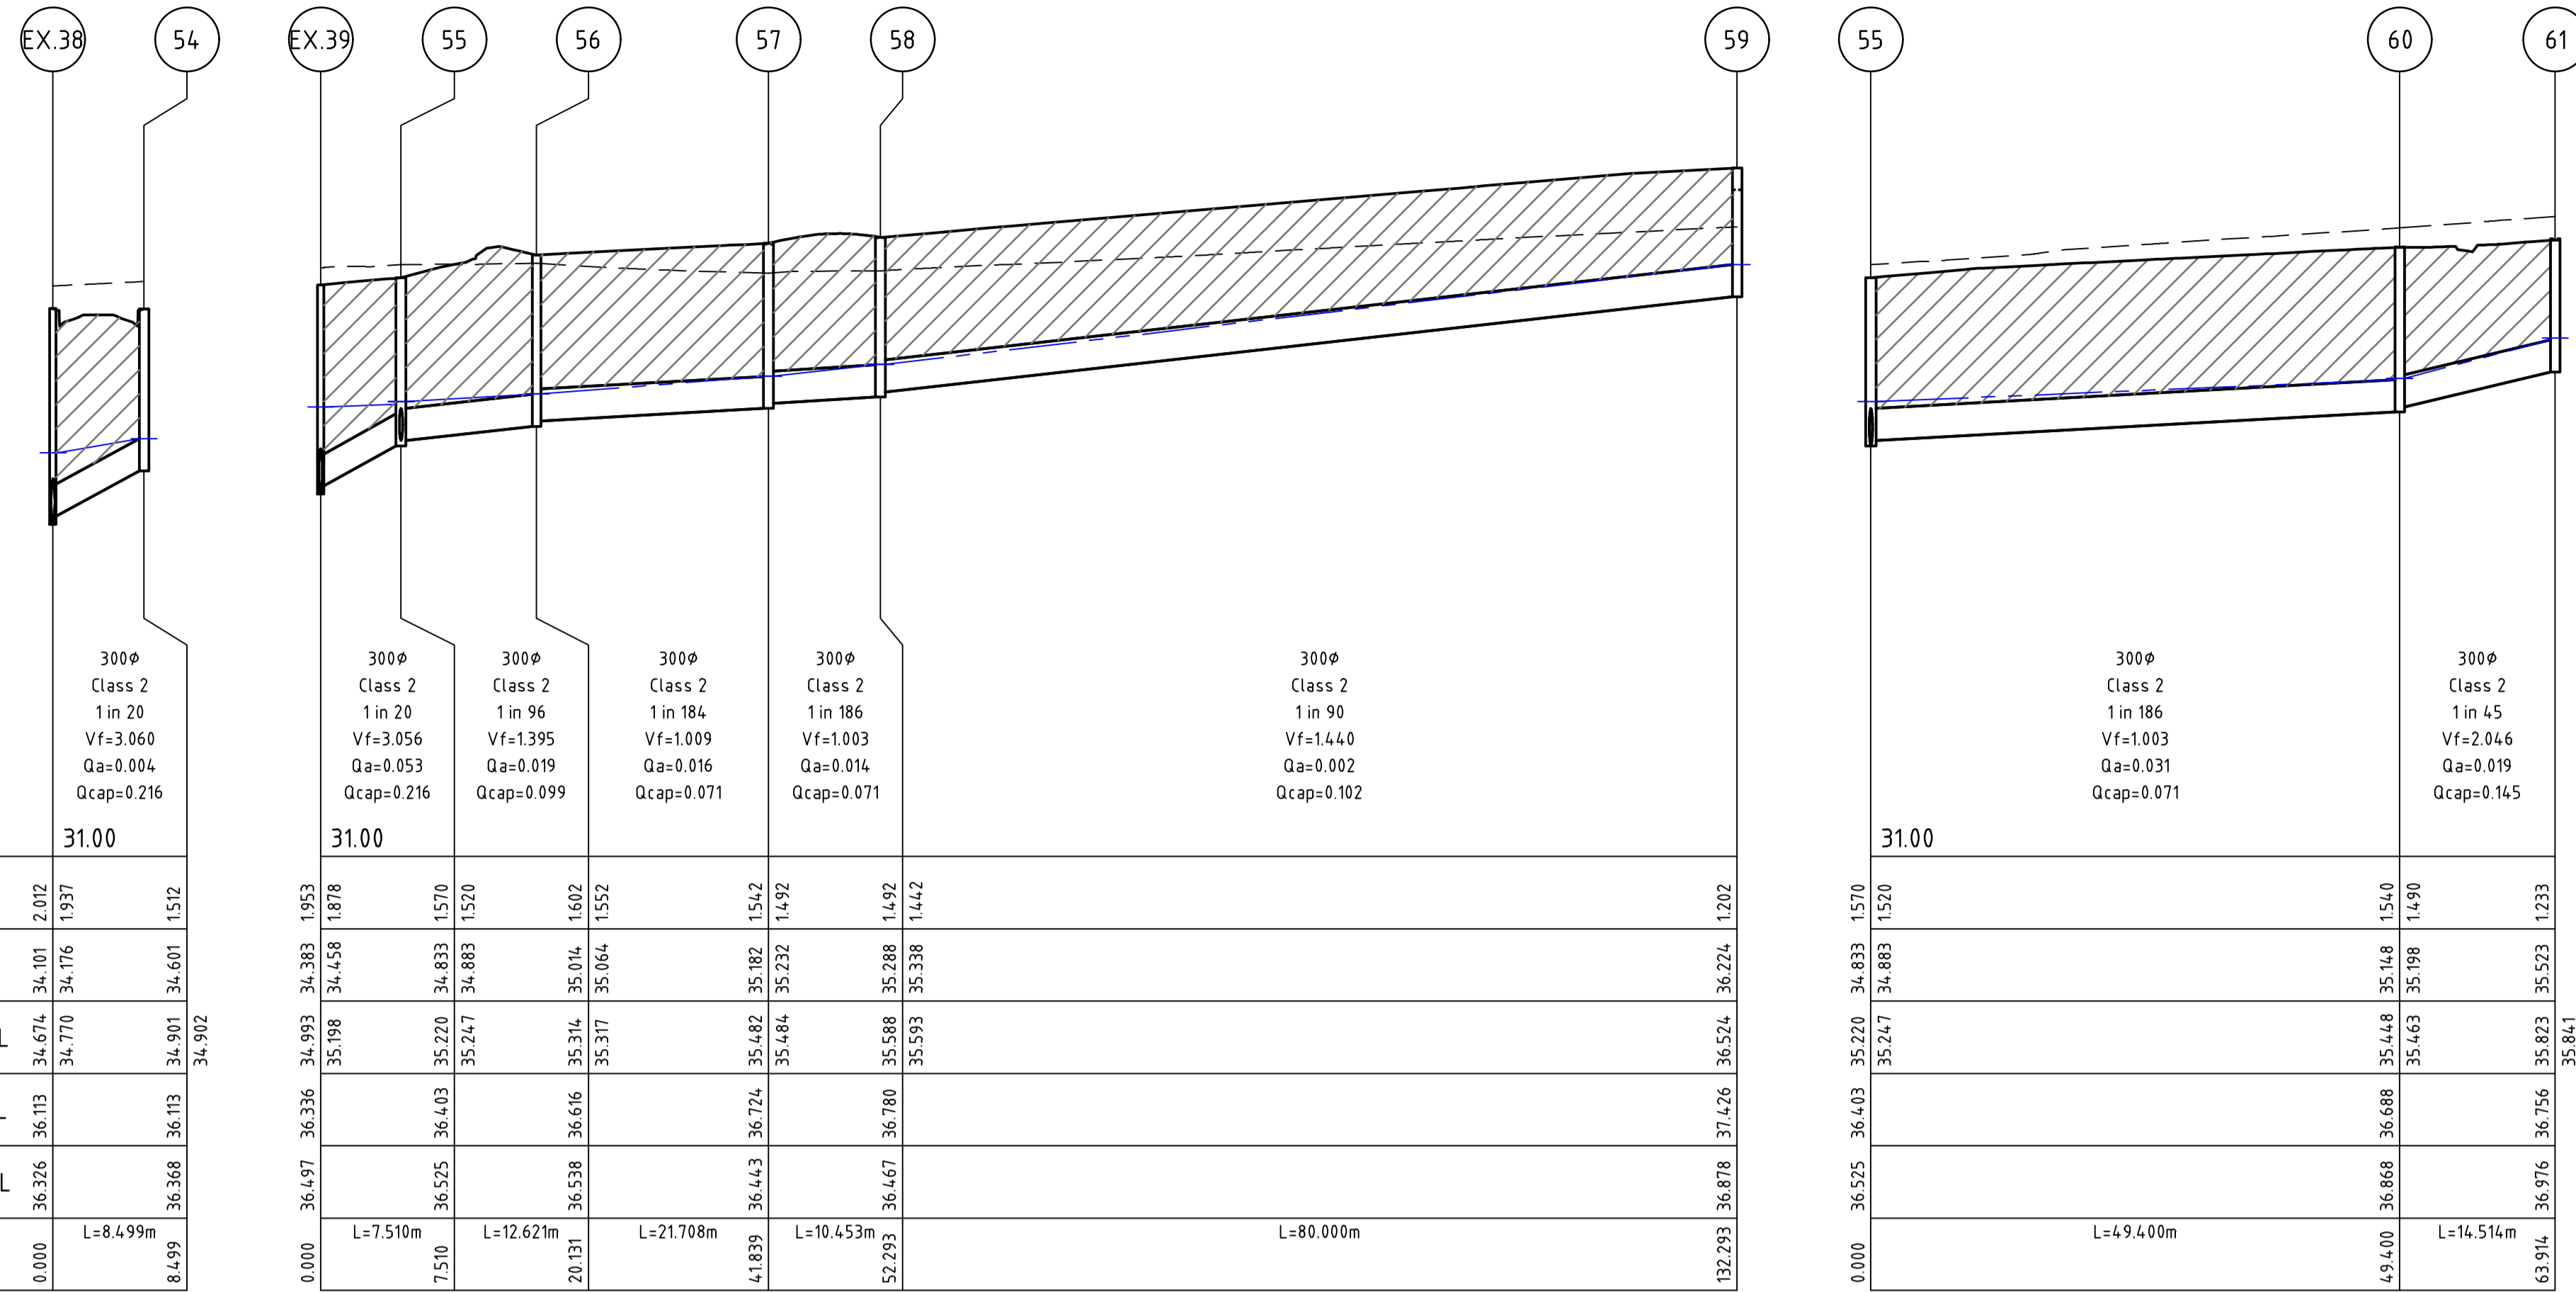 EX.38 54 EX.39 55 56 57 58 59 55 60 61
300ø 300ø 300ø 300ø 300ø 300ø 300ø 300ø
Class 2 Class 2 Class 2 Class 2 Class 2 Class 2 Class 2 Class 2
1 in 20 1 in 20 1 in 96 1 in 184 1 in 186 1 in 90 1 in 186 1 in 45
Vf=3.060 Vf=3.056 Vf=1.395 Vf=1.009 Vf=1.003 Vf=1.440 Vf=1.003 Vf=2.046
Qa=0.004 Qa=0.053 Qa=0.019 Qa=0.016 Qa=0.014 Qa=0.002 Qa=0.031 Qa=0.019
Qcap=0.216 Qcap=0.216 Qcap=0.099 Qcap=0.071 Qcap=0.071 Qcap=0.102 Qcap=0.071 Qcap=0.145
31.00 31.00 31.00
2.012 1.937 1.512 1.953 1.878 1.570 1.520 1.602 1.552 1.542 1.492 1.492 1.442 1.202 1.570 1.520 1.540 1.490 1.233
34.101 34.176 34.601 34.383 34.458 34.833 34.883 35.014 35.064 35.182 35.232 35.288 35.338 36.224 34.833 34.883 35.148 35.198 35.523
L 34.674 34.770 34.901 34.902 34.993 35.198 35.220 35.247 35.314 35.317 35.482 35.484 35.588 35.593 36.524 35.220 35.247 35.448 35.463 35.823 35.841
36.113 36.113 36.336 36.403 36.616 36.724 36.780 37.426 36.403 36.688 36.756
L 36.326 36.368 36.497 36.525 36.538 36.443 36.467 36.878 36.525 36.868 36.976
L=8.499m L=7.510m L=12.621m L=21.708m L=10.453m L=80.000m L=49.400m L=14.514m
0.000 8.499 0.000 7.510 20.131 41.839 52.293 132.293 0.000 49.400 63.914